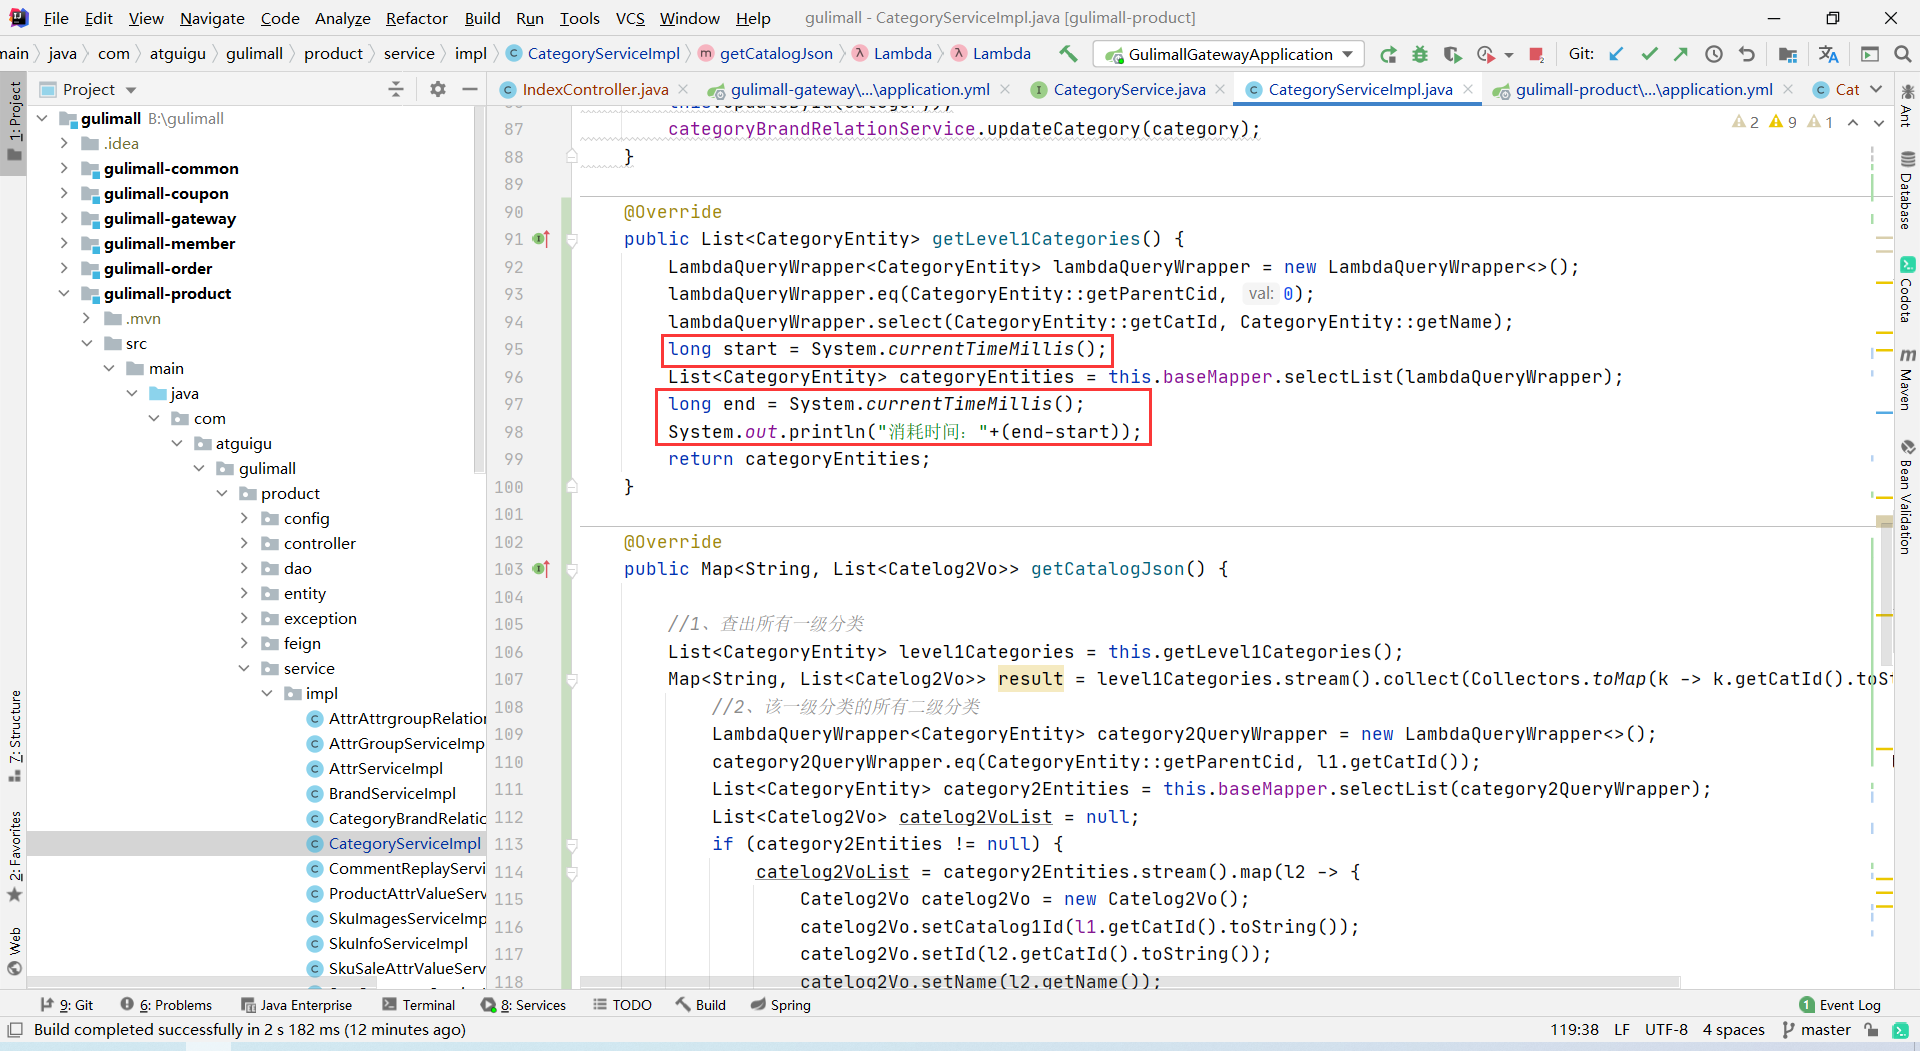 File Edit View Navigate Code Analyze Refactor Build Run Tools VCS Window Help gulimall - CategoryServiceImpl.java [gulimall-product]
main java com atguigu gulimall product service impl CategoryServiceImpl getCatalogJson Lambda Lambda GulimallGatewayApplication Git:
Project IndexController.java gulimall-gateway\...\application.yml CategoryService.java CategoryServiceImpl.java gulimall-product\...\application.yml Cat
1: Project
7: Structure
2: Favorites
Web
gulimall B:\gulimall
.idea
gulimall-common
gulimall-coupon
gulimall-gateway
gulimall-member
gulimall-order
gulimall-product
.mvn
src
main
java
com
atguigu
gulimall
product
config
controller
dao
entity
exception
feign
service
impl
AttrAttrgroupRelation
AttrGroupServiceImp
AttrServiceImpl
BrandServiceImpl
CategoryBrandRelatic
CategoryServiceImpl
CommentReplayServi
ProductAttrValueServ
SkuImagesServiceImp
SkuInfoServiceImpl
SkuSaleAttrValueServ
2 9 1
this.updateById(category);
87 categoryBrandRelationService.updateCategory(category);
88 }
89
90 @Override
91 public List<CategoryEntity> getLevel1Categories() {
92 LambdaQueryWrapper<CategoryEntity> lambdaQueryWrapper = new LambdaQueryWrapper<>();
93 lambdaQueryWrapper.eq(CategoryEntity::getParentCid, val: 0);
94 lambdaQueryWrapper.select(CategoryEntity::getCatId, CategoryEntity::getName);
95 long start = System.currentTimeMillis();
96 List<CategoryEntity> categoryEntities = this.baseMapper.selectList(lambdaQueryWrapper);
97 long end = System.currentTimeMillis();
98 System.out.println("消耗时间："+(end-start));
99 return categoryEntities;
100 }
101
102 @Override
103 public Map<String, List<Catelog2Vo>> getCatalogJson() {
104
105 //1、查出所有一级分类
106 List<CategoryEntity> level1Categories = this.getLevel1Categories();
107 Map<String, List<Catelog2Vo>> result = level1Categories.stream().collect(Collectors.toMap(k -> k.getCatId().toSt
108 //2、该一级分类的所有二级分类
109 LambdaQueryWrapper<CategoryEntity> category2QueryWrapper = new LambdaQueryWrapper<>();
110 category2QueryWrapper.eq(CategoryEntity::getParentCid, l1.getCatId());
111 List<CategoryEntity> category2Entities = this.baseMapper.selectList(category2QueryWrapper);
112 List<Catelog2Vo> catelog2VoList = null;
113 if (category2Entities != null) {
114 catelog2VoList = category2Entities.stream().map(l2 -> {
115 Catelog2Vo catelog2Vo = new Catelog2Vo();
116 catelog2Vo.setCatalog1Id(l1.getCatId().toString());
117 catelog2Vo.setId(l2.getCatId().toString());
118 catelog2Vo.setName(l2.getName());
Ant
Database
Codota
Maven
Bean Validation
9: Git 6: Problems Java Enterprise Terminal 8: Services TODO Build Spring 1 Event Log
Build completed successfully in 2 s 182 ms (12 minutes ago) 119:38 LF UTF-8 4 spaces master